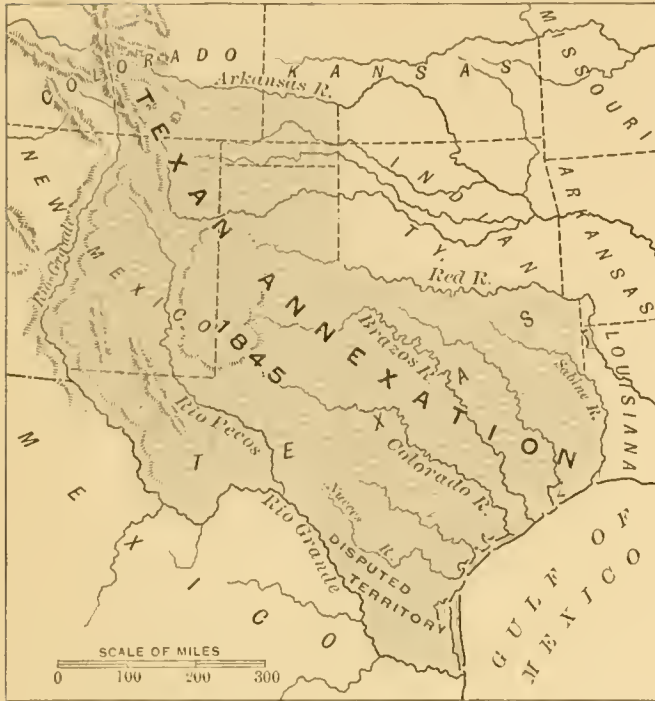 COLORADO
KANSAS
MISSOURI
Arkansas R.
TEXAN ANNEXATION
1845
INDIAN
TY.
ARKANSAS
NEW MEXICO
Rio Grande
Red R.
LOUISIANA
Brazos R.
Sabine R.
TEXAS
Rio Pecos
Colorado R.
MEXICO
Rio Grande
Nueces
R.
DISPUTED
TERRITORY
GULF OF
MEXICO
SCALE OF MILES
0 100 200 300